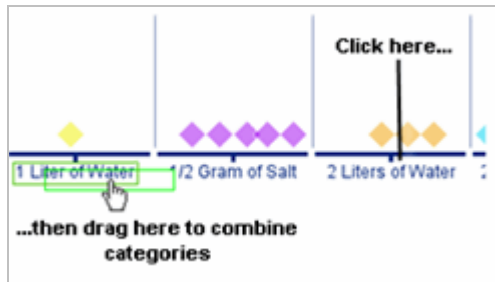 Click here...
1 Liter of Water
1/2 Gram of Salt
2 Liters of Water
...then drag here to combine
categories